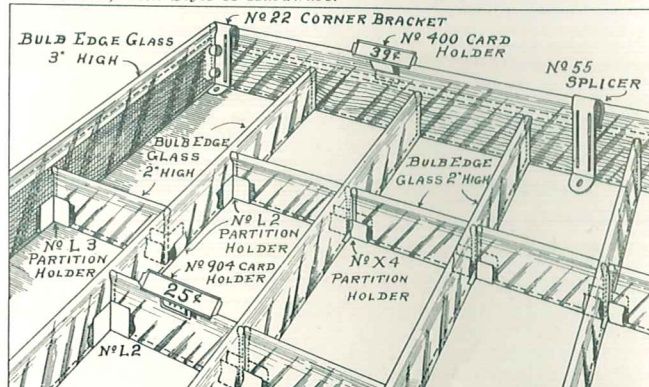 Nº 22 CORNER BRACKET
BULB EDGE GLASS
3" HIGH
Nº 400 CARD
HOLDER
39¢
Nº 55
SPLICER
BULB EDGE
GLASS
2" HIGH
BULB EDGE
GLASS 2" HIGH
Nº L 3
PARTITION
HOLDER
Nº L 2
PARTITION
HOLDER
Nº 904 CARD
HOLDER
Nº X4
PARTITION
HOLDER
25¢
Nº L2